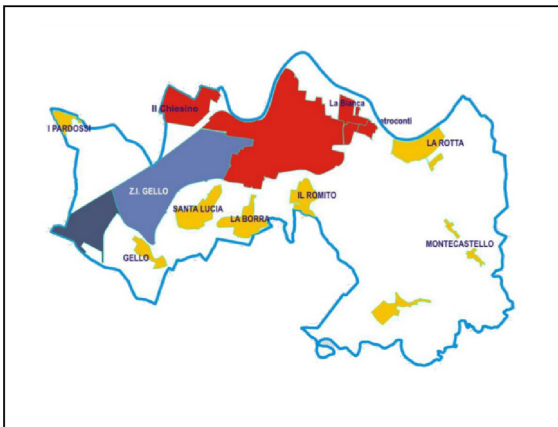 Il Chiesino
La Bianca
I PARDOSSI
LA ROTTA
Z.I. GELLO
IL ROMITO
SANTA LUCIA
LA BORRA
MONTECASTELLO
GELLO